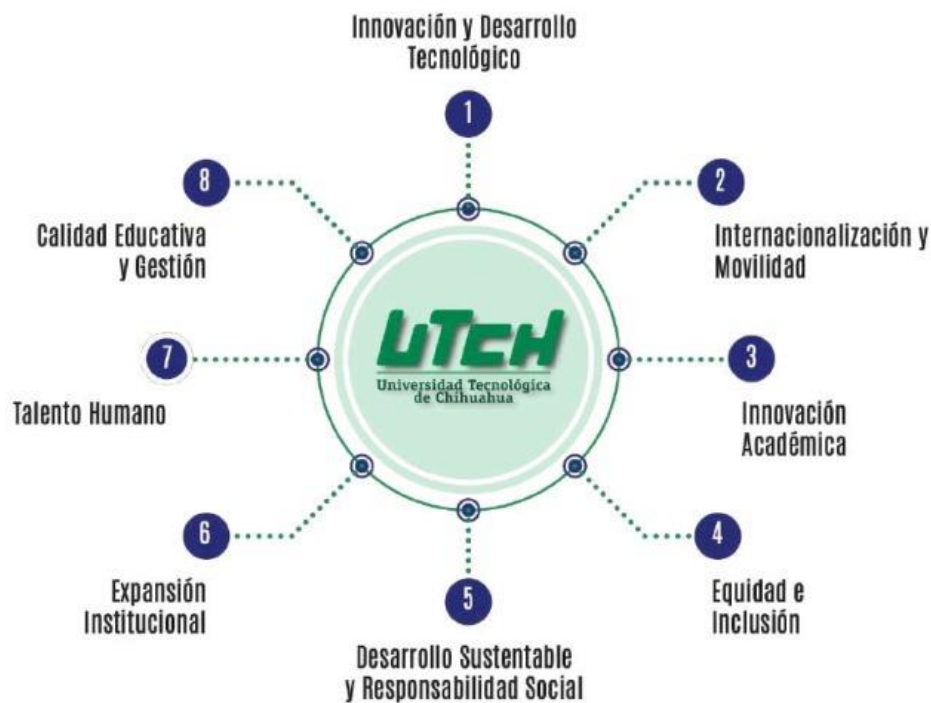 Innovación y Desarrollo
Tecnológico
1
2
Internacionalización y
Movilidad
3
Innovación
Académica
4
Equidad e
Inclusión
5
Desarrollo Sustentable
y Responsabilidad Social
6
Expansión
Institucional
7
Talento Humano
8
Calidad Educativa
y Gestión
UTCH
Universidad Tecnológica
de Chihuahua